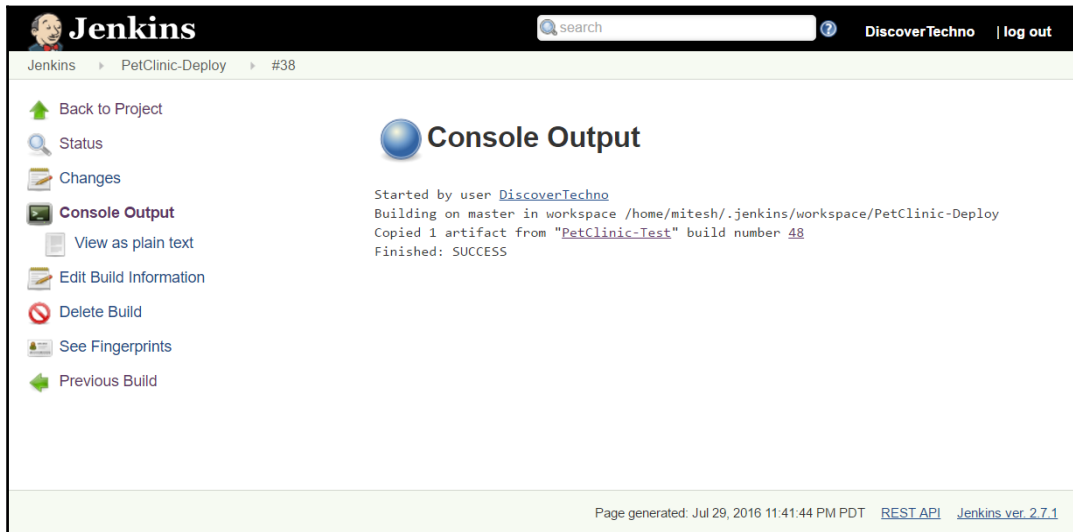 Jenkins
search
DiscoverTechno | log out
Jenkins PetClinic-Deploy #38
Back to Project
Status
Changes
Console Output
View as plain text
Edit Build Information
Delete Build
See Fingerprints
Previous Build
Console Output
Started by user DiscoverTechno
Building on master in workspace /home/mitesh/.jenkins/workspace/PetClinic-Deploy
Copied 1 artifact from "PetClinic-Test" build number 48
Finished: SUCCESS
Page generated: Jul 29, 2016 11:41:44 PM PDT REST API Jenkins ver. 2.7.1